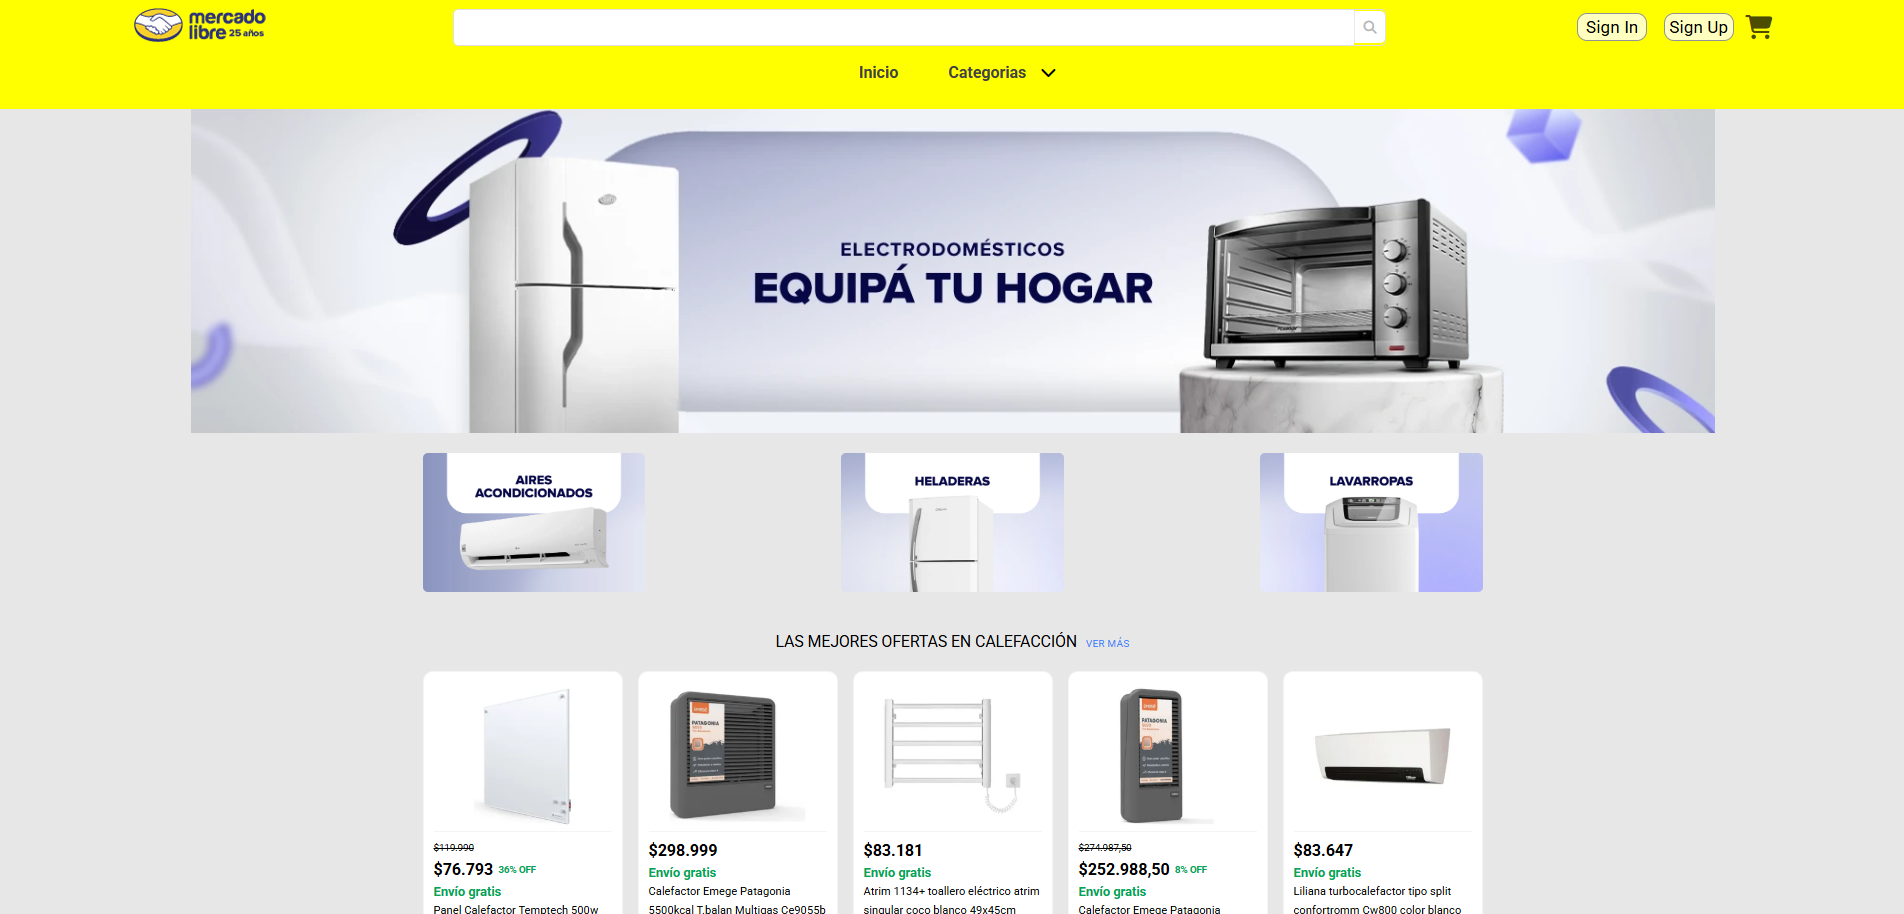 mercado
libre 25 años
Sign In
Sign Up
Inicio
Categorias
ELECTRODOMÉSTICOS
EQUIPÁ TU HOGAR
AIRES
ACONDICIONADOS
HELADERAS
LAVARROPAS
LAS MEJORES OFERTAS EN CALEFACCIÓN VER MÁS
PATAGONIA
PATAGONIA
$119.990
$76.793 36% OFF
Envío gratis
Panel Calefactor Temptech 500w
$298.999
Envío gratis
Calefactor Emege Patagonia
5500kcal T.balan Multigas Ce9055b
$83.181
Envío gratis
Atrim 1134+ toallero eléctrico atrim
singular coco blanco 49x45cm
$274.987,50
$252.988,50 8% OFF
Envío gratis
Calefactor Emege Patagonia
$83.647
Envío gratis
Liliana turbocalefactor tipo split
confortromm Cw800 color blanco